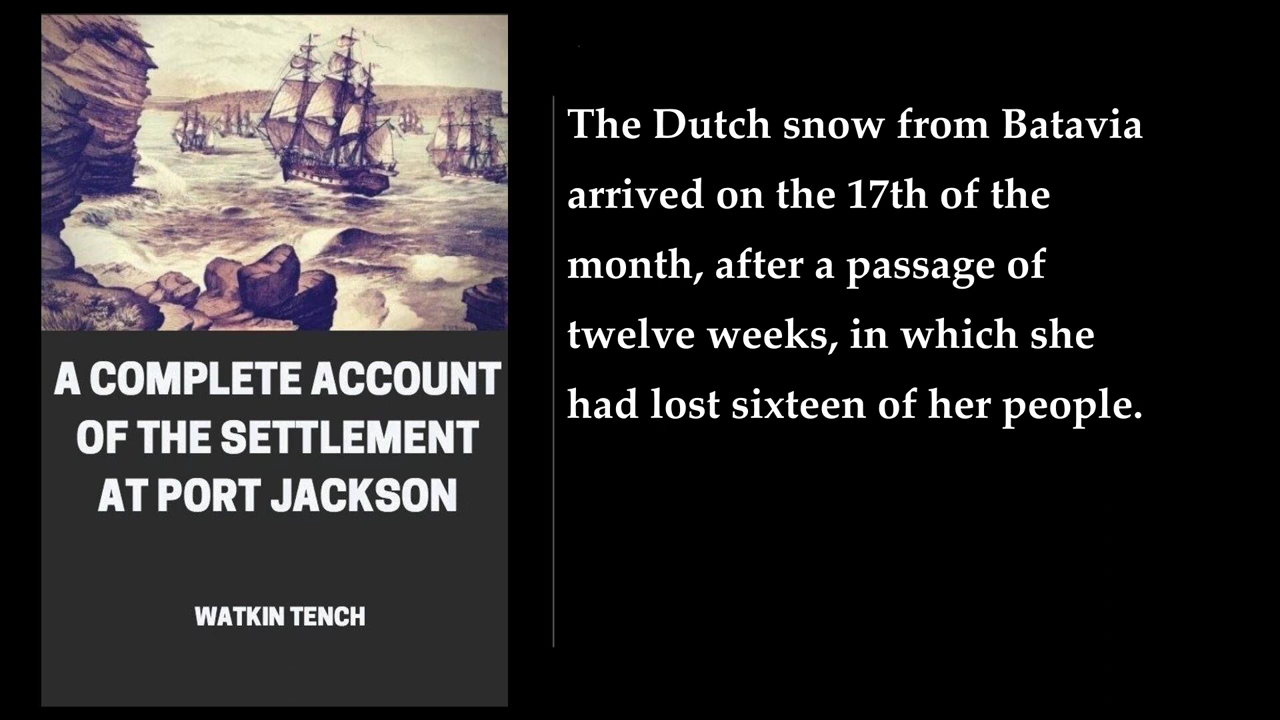 A COMPLETE ACCOUNT
OF THE SETTLEMENT
AT PORT JACKSON
WATKIN TENCH
The Dutch snow from Batavia
arrived on the 17th of the
month, after a passage of
twelve weeks, in which she
had lost sixteen of her people.